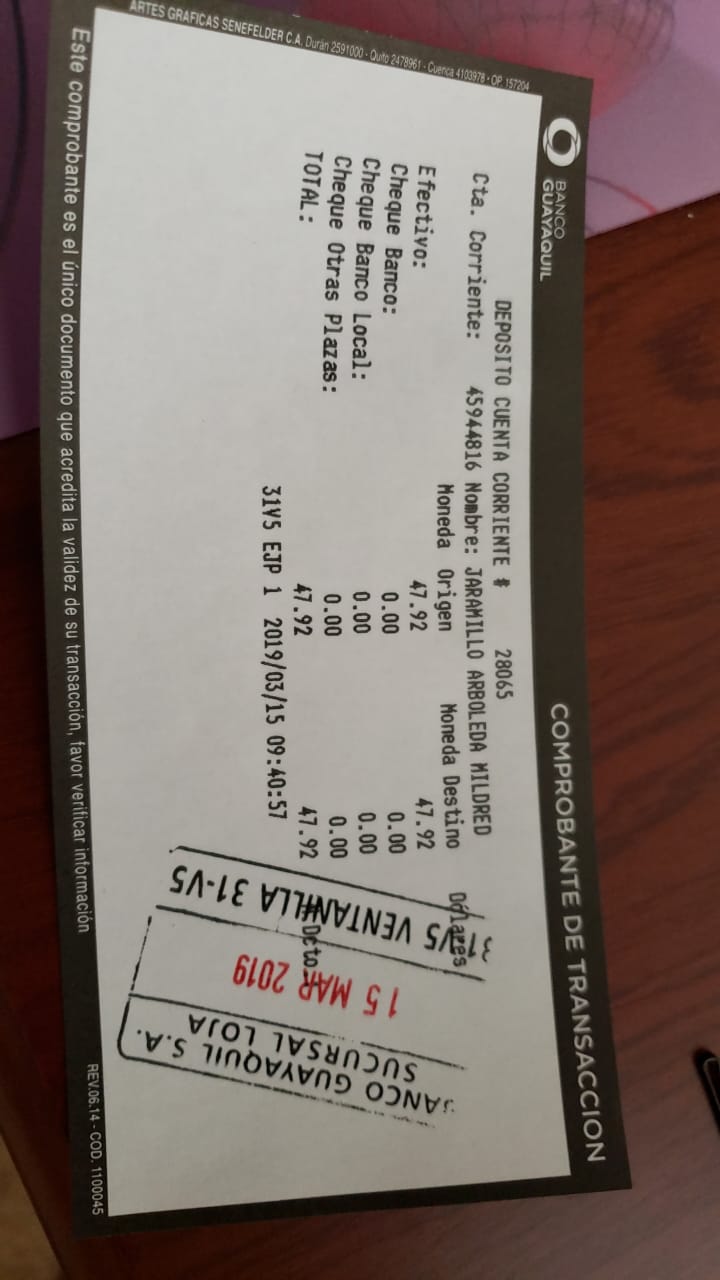 BANCO
GUAYAQUIL
COMPROBANTE DE TRANSACCION
DEPOSITO CUENTA CORRIENTE # 28065
Cta. Corriente: 45944816 Nombre: JARAMILLO ARBOLEDA MILDRED
Moneda Origen Moneda Destino Dólares
Efectivo: 47.92 47.92
Cheque Banco: 0.00 0.00
Cheque Banco Local: 0.00 0.00
Cheque Otras Plazas: 0.00 0.00
TOTAL: 47.92 47.92 Dcto.
31V5 EJP 1 2019/03/15 09:40:57
31V5 VENTANILLA 31-V5
15 MAR 2019
BANCO GUAYAQUIL S.A.
SUCURSAL LOJA
ARTES GRAFICAS SENEFELDER C.A. Durán 2591000 - Quito 2478961 - Cuenca 4103978 - OP. 157204
Este comprobante es el único documento que acredita la validez de su transacción, favor verificar información
REV.06.14 - COD. 1100045